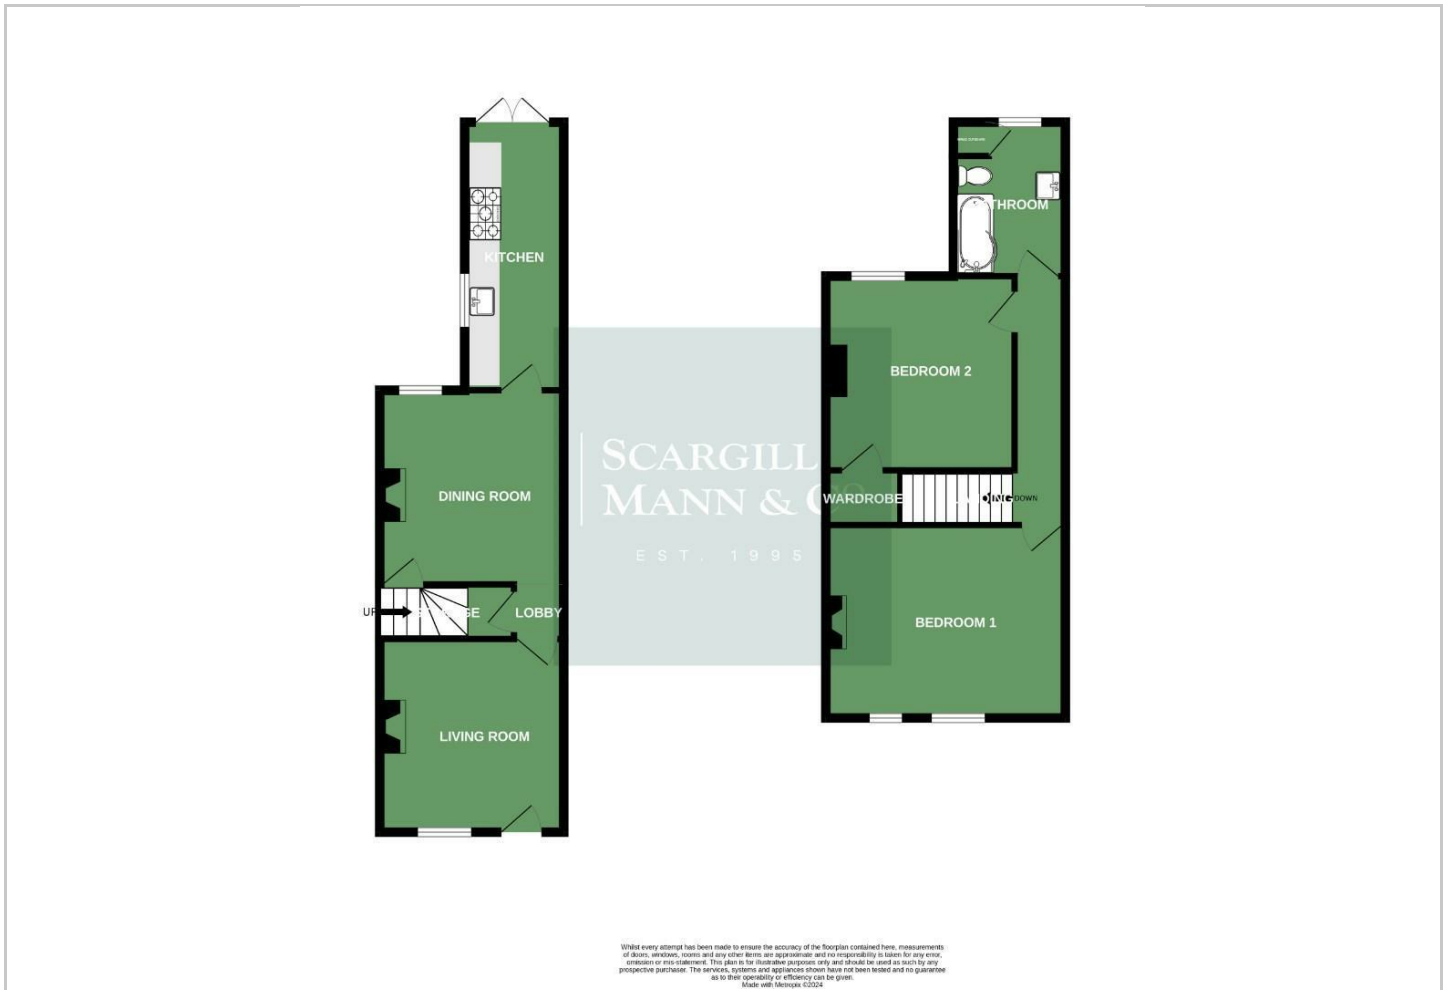 KITCHEN
DINING ROOM
UP
LOBBY
LIVING ROOM
BEDROOM 2
WARDROBE
DOWN
BEDROOM 1
SCARGILL
MANN & CO
EST. 1995
Whilst every attempt has been made to ensure the accuracy of the floorplan contained here, measurements
of doors, windows, rooms and any other items are approximate and no responsibility is taken for any error,
omission or mis-statement. This plan is for illustrative purposes only and should be used as such by any
prospective purchaser. The services, systems and appliances shown have not been tested and no guarantee
as to their operability or efficiency can be given.
Made with Metropix ©2024